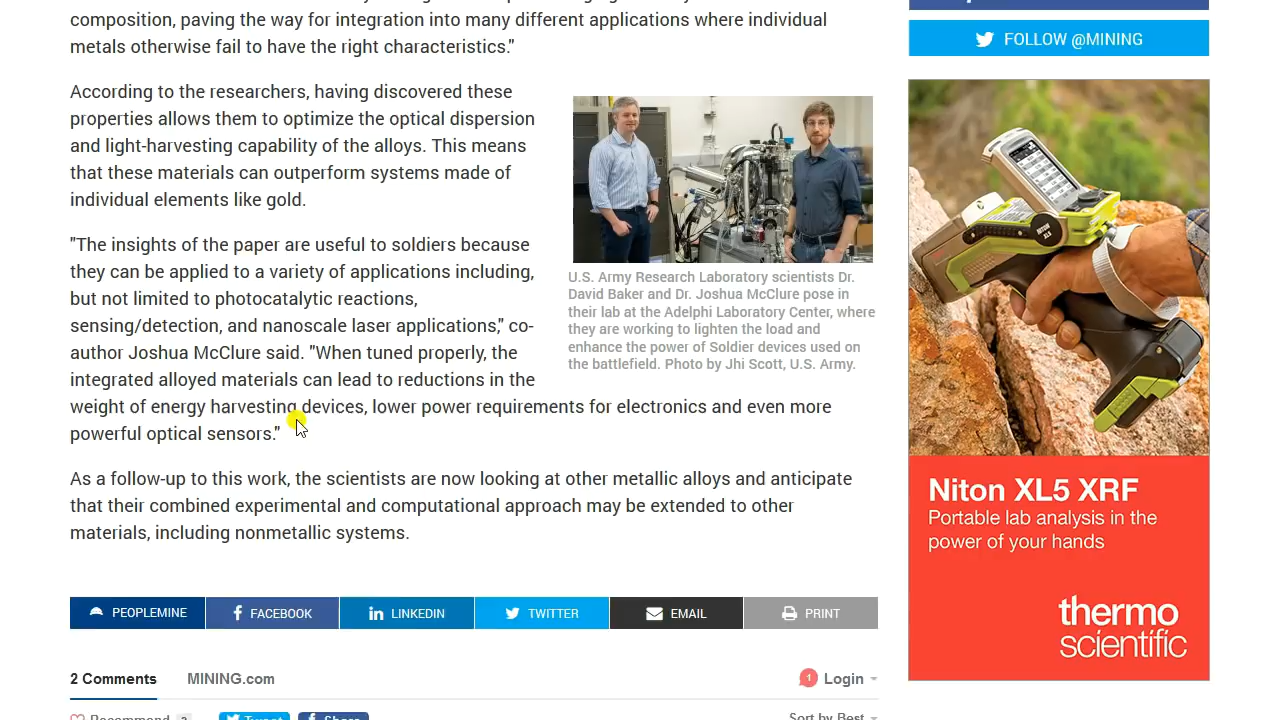 composition, paving the way for integration into many different applications where individual
metals otherwise fail to have the right characteristics."
According to the researchers, having discovered these
properties allows them to optimize the optical dispersion
and light-harvesting capability of the alloys. This means
that these materials can outperform systems made of
individual elements like gold.
"The insights of the paper are useful to soldiers because
they can be applied to a variety of applications including,
but not limited to photocatalytic reactions,
sensing/detection, and nanoscale laser applications," co-
author Joshua McClure said. "When tuned properly, the
integrated alloyed materials can lead to reductions in the
weight of energy harvesting devices, lower power requirements for electronics and even more
powerful optical sensors."
U.S. Army Research Laboratory scientists Dr.
David Baker and Dr. Joshua McClure pose in
their lab at the Adelphi Laboratory Center, where
they are working to lighten the load and
enhance the power of Soldier devices used on
the battlefield. Photo by Jhi Scott, U.S. Army.
As a follow-up to this work, the scientists are now looking at other metallic alloys and anticipate
that their combined experimental and computational approach may be extended to other
materials, including nonmetallic systems.
PEOPLEMINE FACEBOOK LINKEDIN TWITTER EMAIL PRINT
2 Comments MINING.com 1 Login
Recommend Tweet Share Sort by Best
FOLLOW @MINING
Niton XL5 XRF
Portable lab analysis in the
power of your hands
thermo
scientific